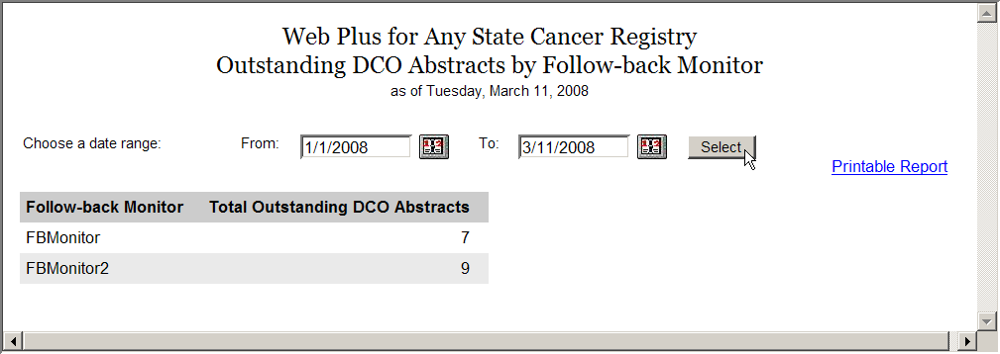 Web Plus for Any State Cancer Registry
Outstanding DCO Abstracts by Follow-back Monitor
as of Tuesday, March 11, 2008
Choose a date range: From: 1/1/2008 To: 3/11/2008 Select
Printable Report
Follow-back Monitor Total Outstanding DCO Abstracts
FBMonitor 7
FBMonitor2 9